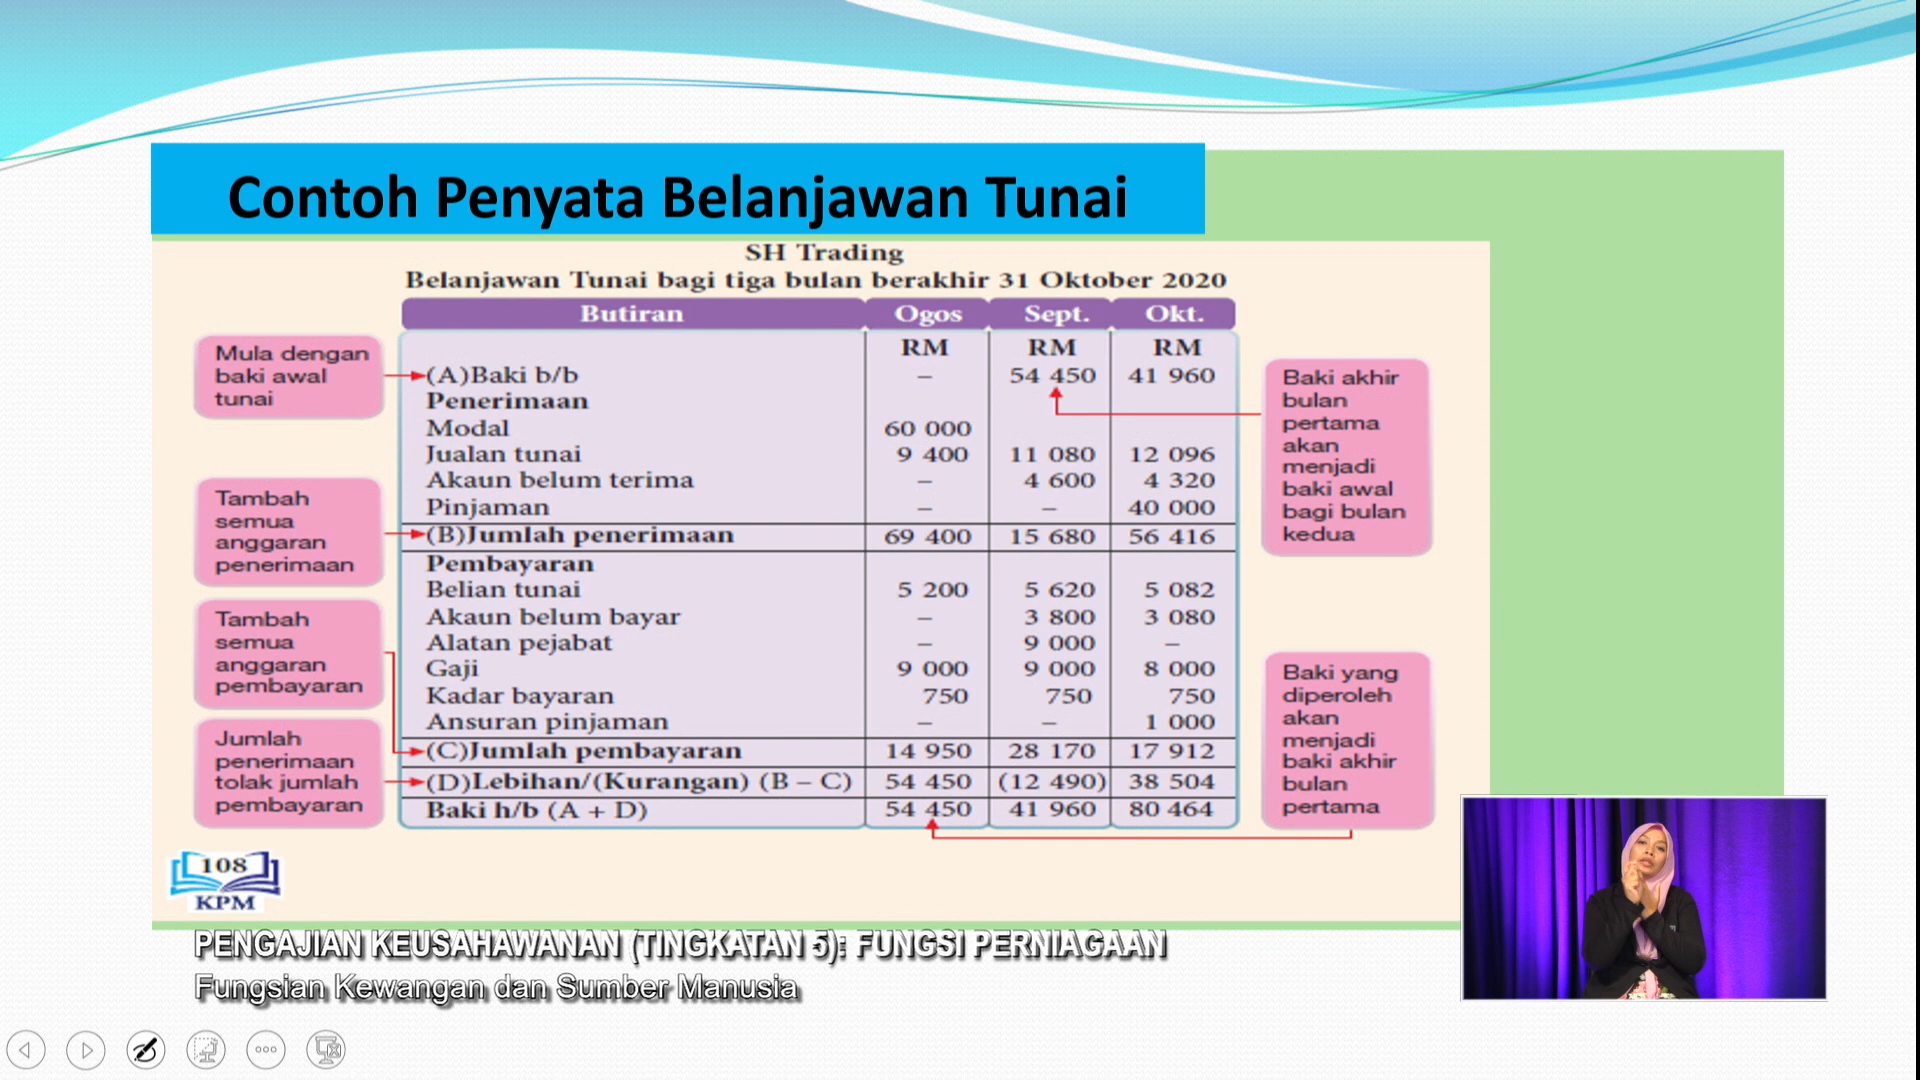 Contoh Penyata Belanjawan Tunai
SH Trading
Belanjawan Tunai bagi tiga bulan berakhir 31 Oktober 2020
Butiran Ogos Sept. Okt.
RM RM RM
(A)Baki b/b – 54 450 41 960
Penerimaan
Modal 60 000
Jualan tunai 9 400 11 080 12 096
Akaun belum terima – 4 600 4 320
Pinjaman – – 40 000
(B)Jumlah penerimaan 69 400 15 680 56 416
Pembayaran
Belian tunai 5 200 5 620 5 082
Akaun belum bayar – 3 800 3 080
Alatan pejabat – 9 000 –
Gaji 9 000 9 000 8 000
Kadar bayaran 750 750 750
Ansuran pinjaman – – 1 000
(C)Jumlah pembayaran 14 950 28 170 17 912
(D)Lebihan/(Kurangan) (B – C) 54 450 (12 490) 38 504
Baki h/b (A + D) 54 450 41 960 80 464
Mula dengan
baki awal
tunai
Tambah
semua
anggaran
penerimaan
Tambah
semua
anggaran
pembayaran
Jumlah
penerimaan
tolak jumlah
pembayaran
Baki akhir
bulan
pertama
akan
menjadi
baki awal
bagi bulan
kedua
Baki yang
diperoleh
akan
menjadi
baki akhir
bulan
pertama
108
KPM
PENGAJIAN KEUSAHAWANAN (TINGKATAN 5): FUNGSI PERNIAGAAN
Fungsian Kewangan dan Sumber Manusia